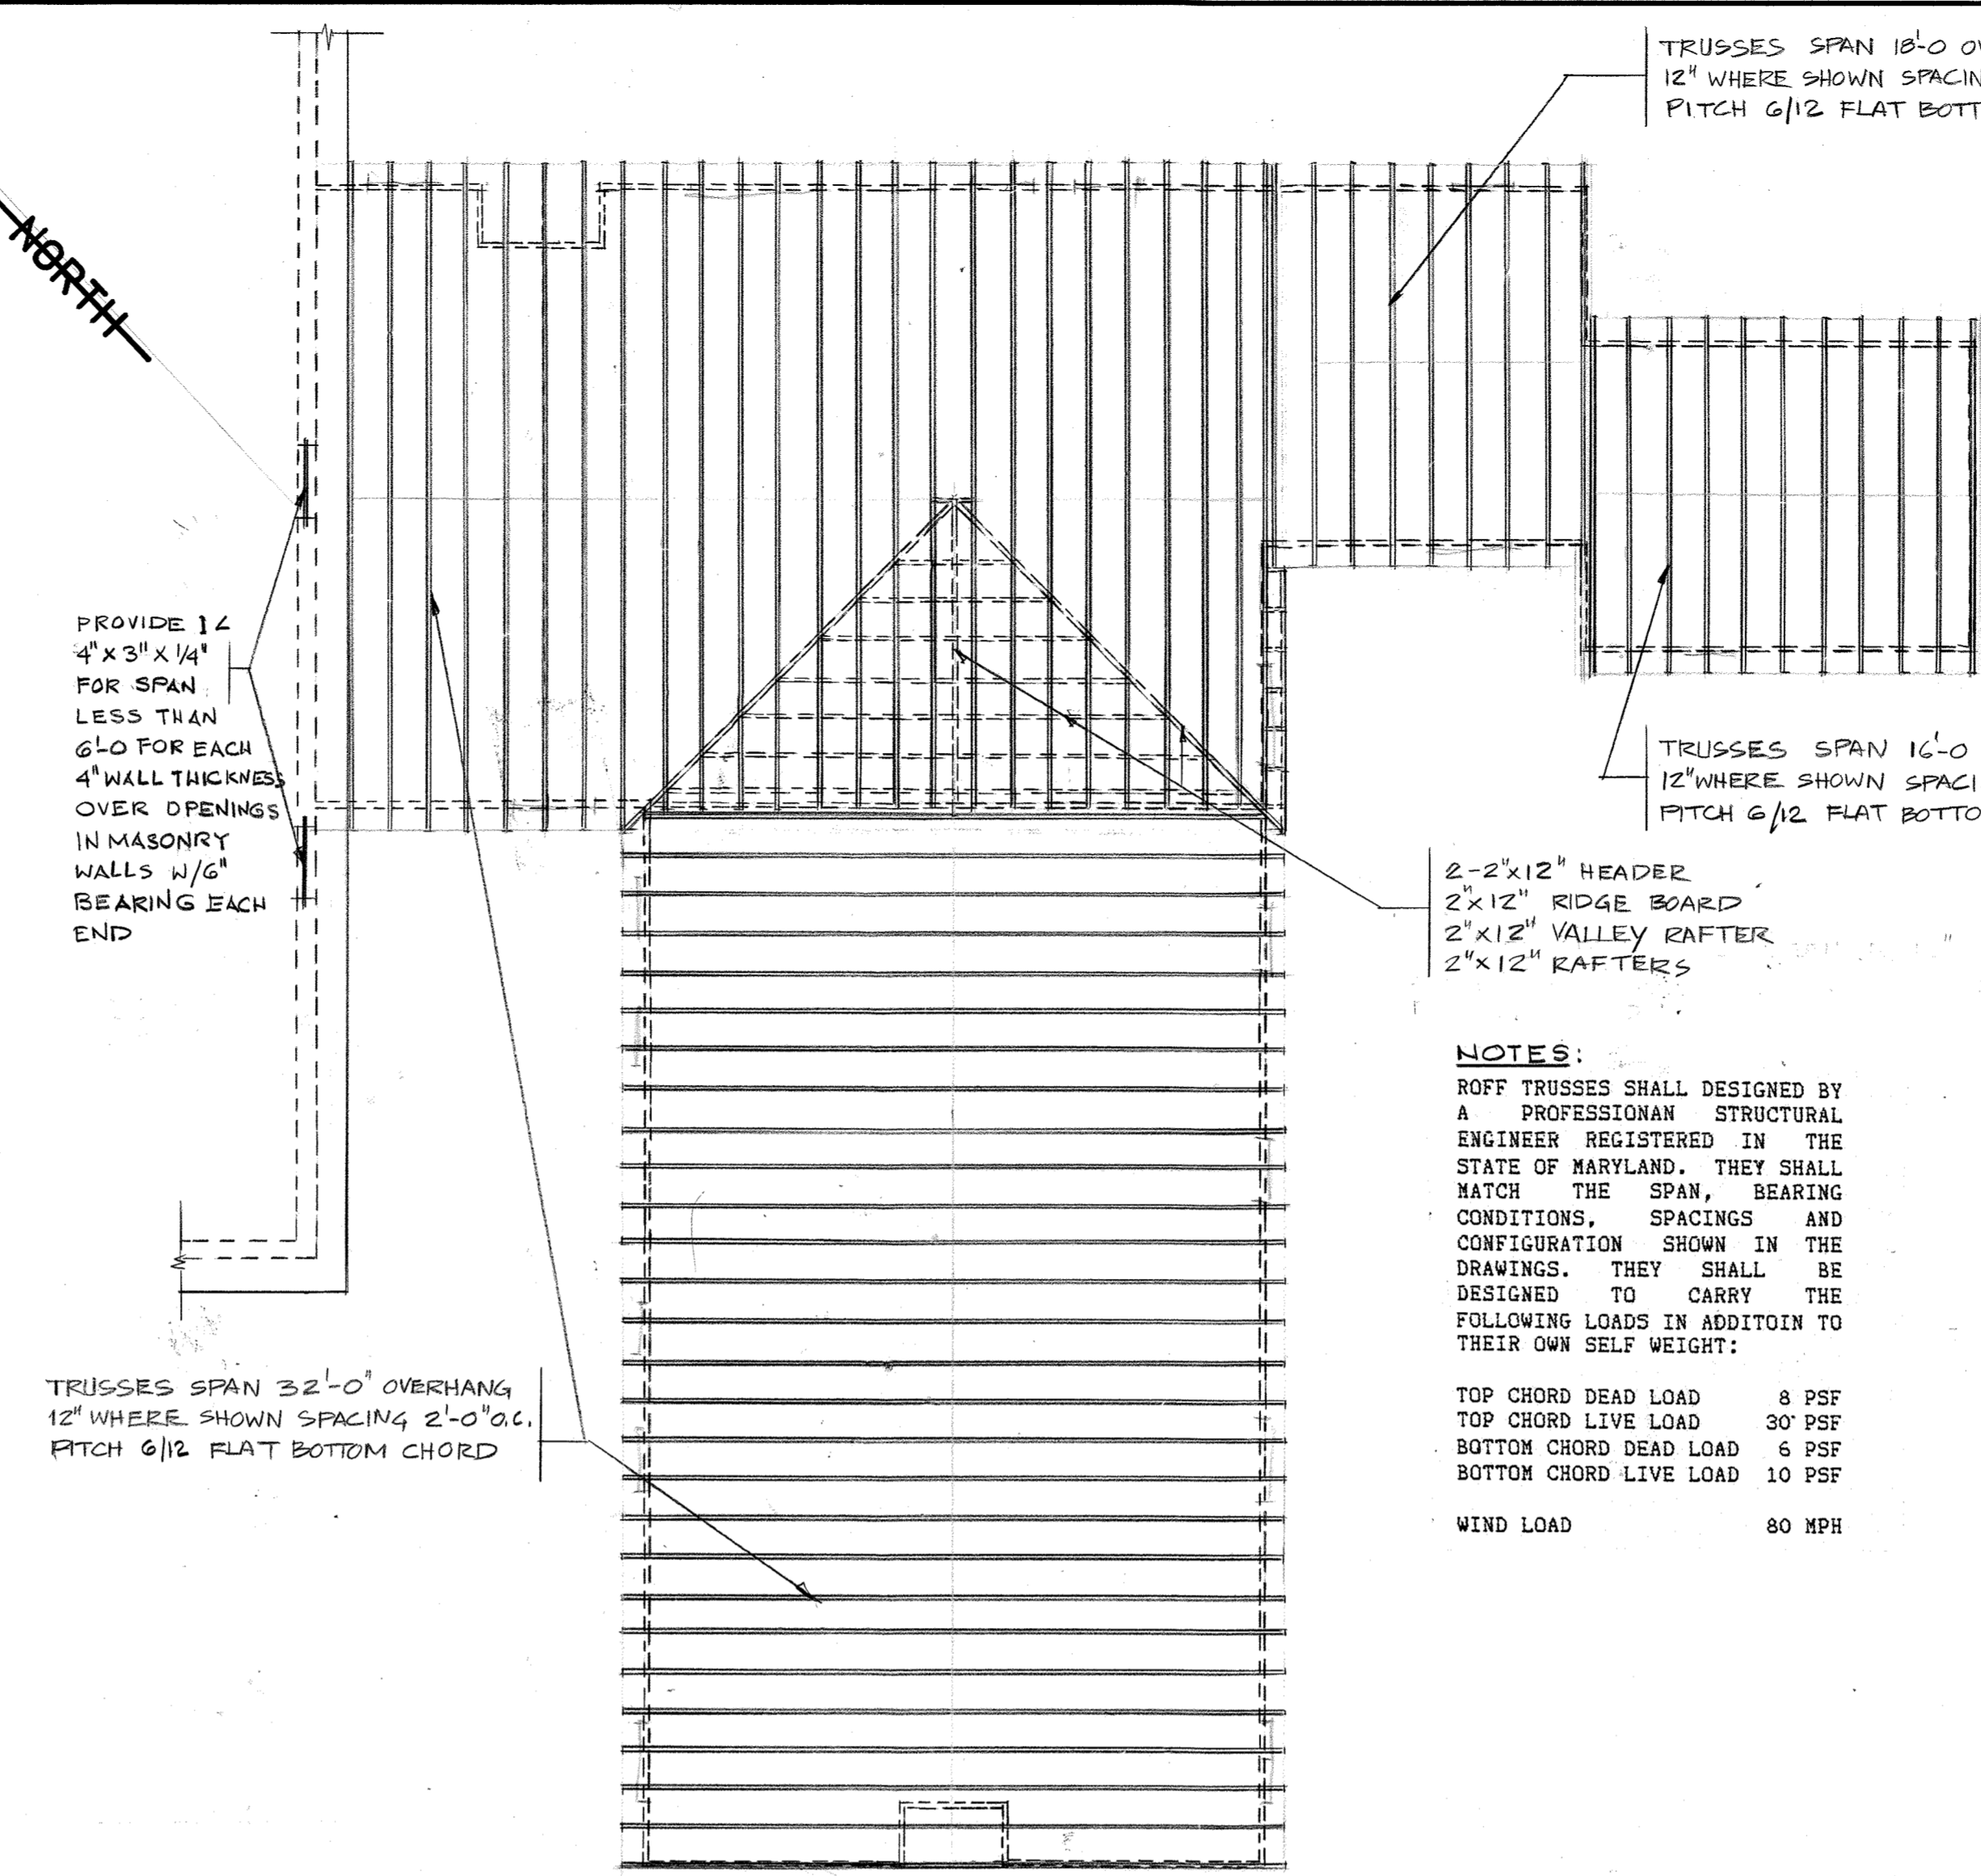 TRUSSES SPAN 18'-0 OV
12" WHERE SHOWN SPACIN
PITCH 6/12 FLAT BOTT
NORTH
PROVIDE 1∠
4" x 3" x 1/4"
FOR SPAN
LESS THAN
6'-0 FOR EACH
4" WALL THICKNESS
OVER OPENINGS
IN MASONRY
WALLS W/6"
BEARING EACH
END
TRUSSES SPAN 16'-0
12" WHERE SHOWN SPACI
PITCH 6/12 FLAT BOTTO
2-2"x12" HEADER
2"x12" RIDGE BOARD
2"x12" VALLEY RAFTER
2"x12" RAFTERS
NOTES:
ROFF TRUSSES SHALL DESIGNED BY
A PROFESSIONAN STRUCTURAL
ENGINEER REGISTERED IN THE
STATE OF MARYLAND. THEY SHALL
MATCH THE SPAN, BEARING
CONDITIONS, SPACINGS AND
CONFIGURATION SHOWN IN THE
DRAWINGS. THEY SHALL BE
DESIGNED TO CARRY THE
FOLLOWING LOADS IN ADDITOIN TO
THEIR OWN SELF WEIGHT:
TOP CHORD DEAD LOAD 8 PSF
TOP CHORD LIVE LOAD 30 PSF
BOTTOM CHORD DEAD LOAD 6 PSF
BOTTOM CHORD LIVE LOAD 10 PSF
WIND LOAD 80 MPH
TRUSSES SPAN 32'-0" OVERHANG
12" WHERE SHOWN SPACING 2'-0" O.C.
PITCH 6/12 FLAT BOTTOM CHORD